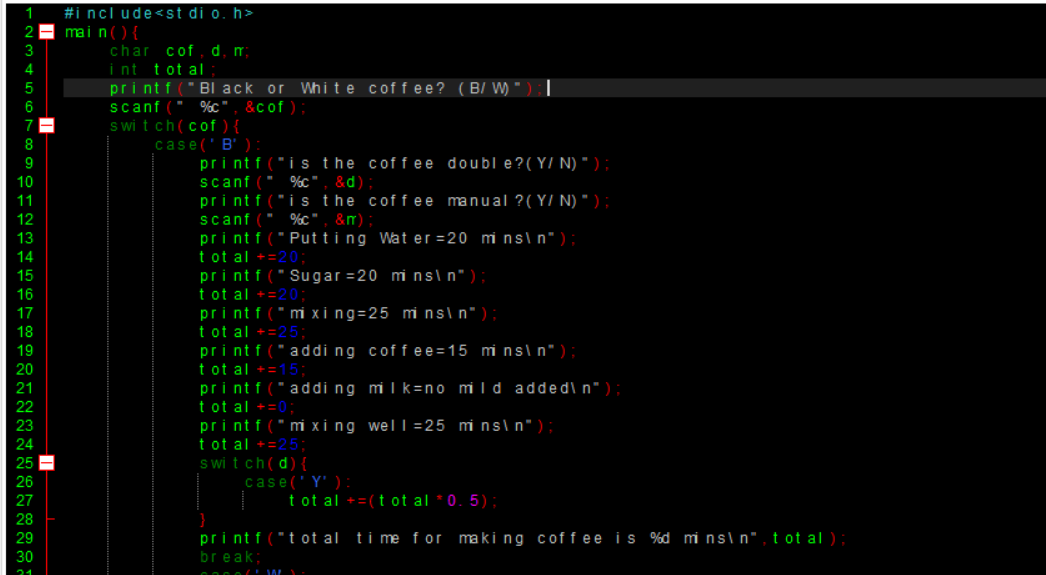 1 #include<stdio.h>
2 main(){
3 char cof,d,m;
4 int total;
5 printf("Black or White coffee? (B/W)");
6 scanf(" %c",&cof);
7 switch(cof){
8 case('B'):
9 printf("is the coffee double?(Y/N)");
10 scanf(" %c",&d);
11 printf("is the coffee manual?(Y/N)");
12 scanf(" %c",&m);
13 printf("Putting Water=20 mins\n");
14 total+=20;
15 printf("Sugar=20 mins\n");
16 total+=20;
17 printf("mixing=25 mins\n");
18 total+=25;
19 printf("adding coffee=15 mins\n");
20 total+=15;
21 printf("adding milk=no mild added\n");
22 total+=0;
23 printf("mixing well=25 mins\n");
24 total+=25;
25 switch(d){
26 case('Y'):
27 total+=(total*0.5);
28 }
29 printf("total time for making coffee is %d mins\n",total);
30 break;
31 case('W'):